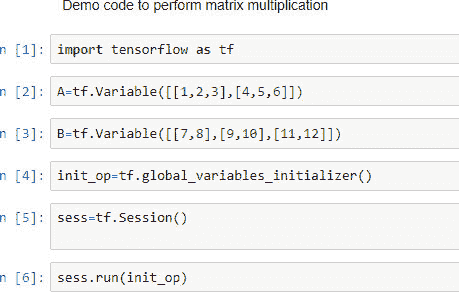 Demo code to perform matrix multiplication
n [1]: import tensorflow as tf
n [2]: A=tf.Variable([[1,2,3],[4,5,6]])
n [3]: B=tf.Variable([[7,8],[9,10],[11,12]])
n [4]: init_op=tf.global_variables_initializer()
n [5]: sess=tf.Session()
n [6]: sess.run(init_op)